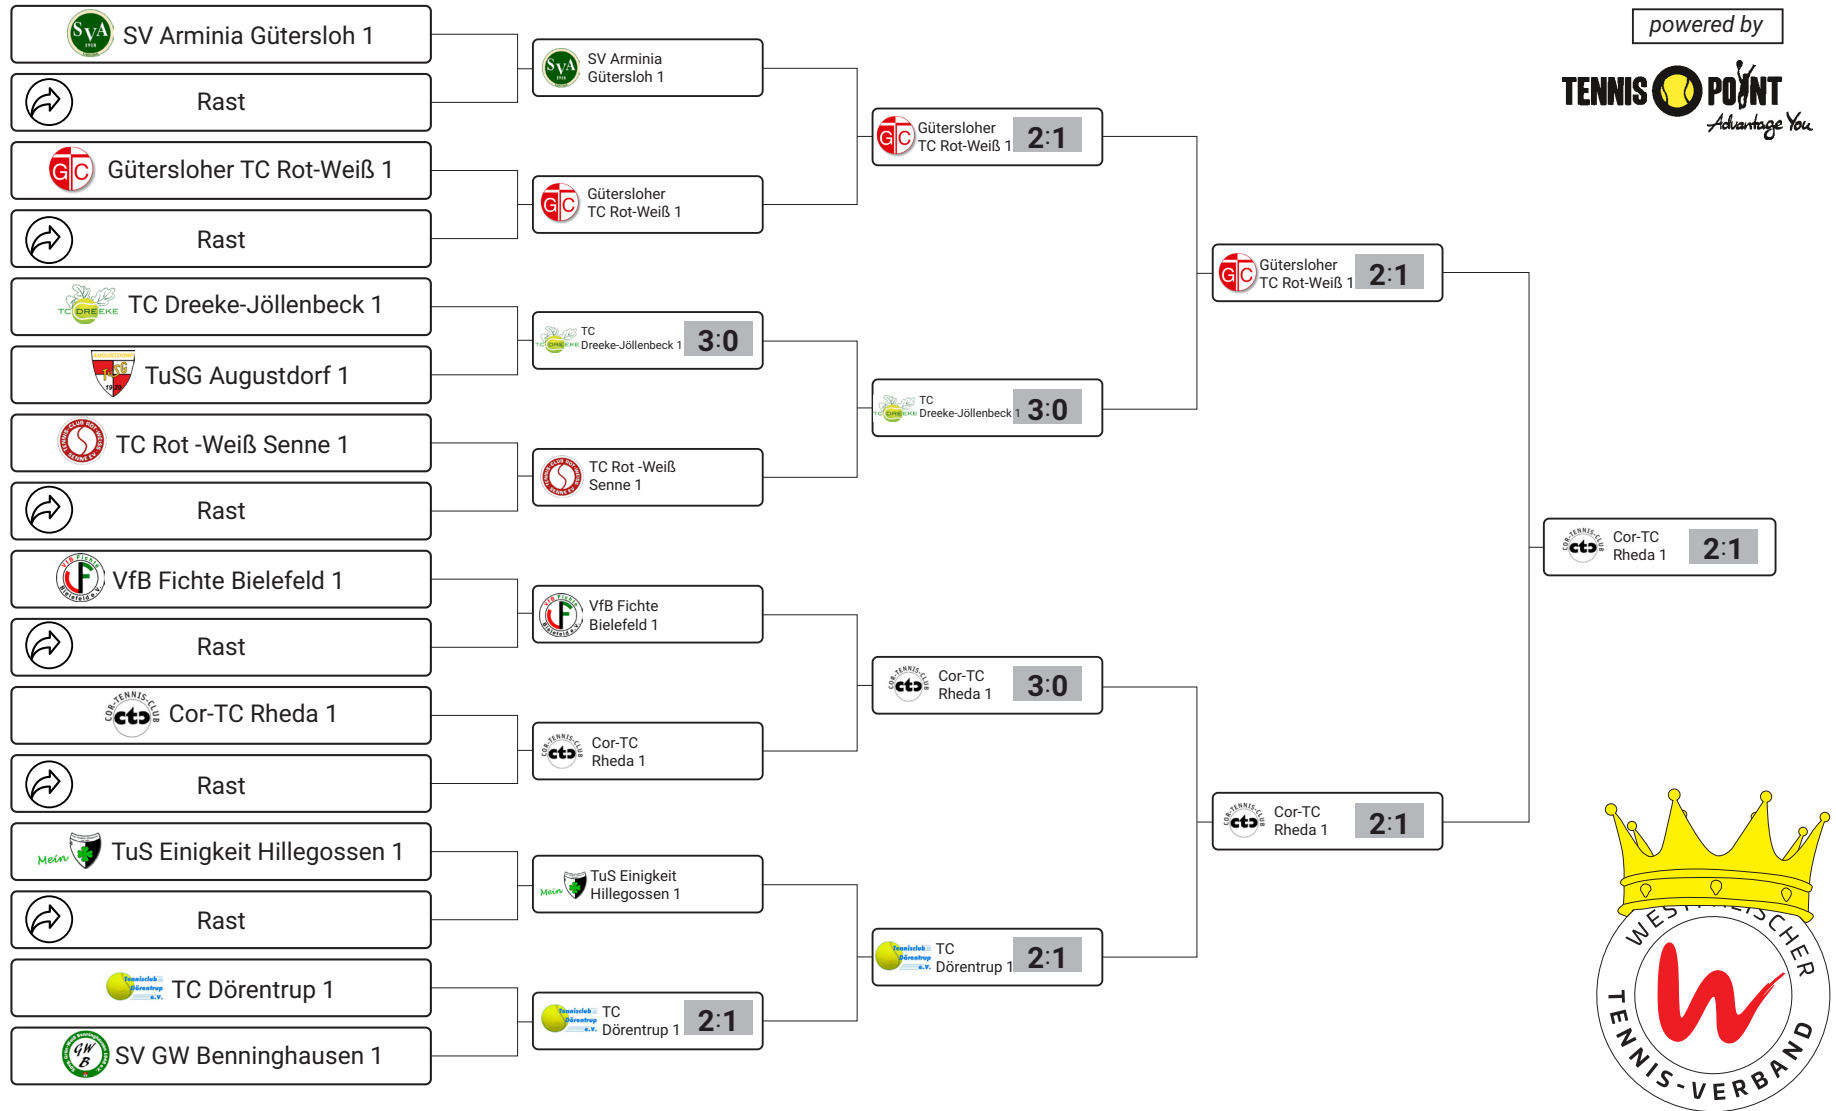 SV Arminia Gütersloh 1
Rast
Gütersloher TC Rot-Weiß 1
Rast
TC Dreeke-Jöllenbeck 1
TuSG Augustdorf 1
TC Rot -Weiß Senne 1
Rast
VfB Fichte Bielefeld 1
Rast
Cor-TC Rheda 1
Rast
Mein
TuS Einigkeit Hillegossen 1
Rast
TC Dörentrup 1
SV GW Benninghausen 1
SV Arminia
Gütersloh 1
Gütersloher
TC Rot-Weiß 1
TC
Dreeke-Jöllenbeck 1
3:0
TC Rot -Weiß
Senne 1
VfB Fichte
Bielefeld 1
Cor-TC
Rheda 1
Mein
TuS Einigkeit
Hillegossen 1
TC
Dörentrup 1
2:1
Gütersloher
TC Rot-Weiß 1
2:1
TC
Dreeke-Jöllenbeck 1
3:0
Cor-TC
Rheda 1
3:0
TC
Dörentrup 1
2:1
Gütersloher
TC Rot-Weiß 1
2:1
Cor-TC
Rheda 1
2:1
Cor-TC
Rheda 1
2:1
powered by
TENNIS POINT
Advantage You
TENNIS-VERBAND